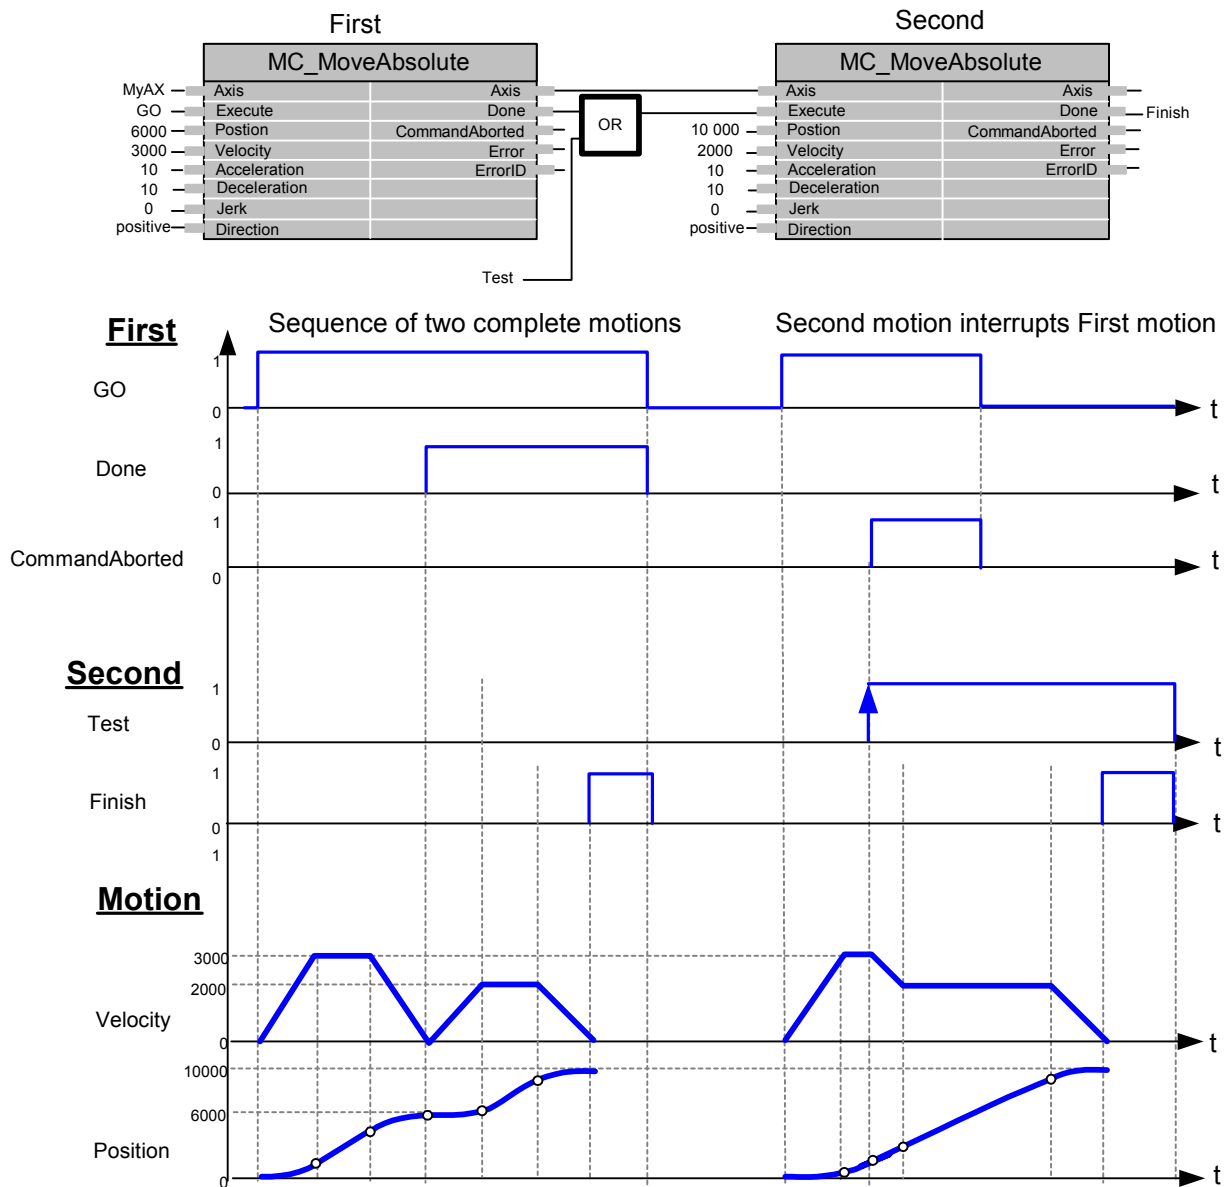 First Second
MC_MoveAbsolute MC_MoveAbsolute
MyAX Axis Axis Axis Axis
GO Execute Done OR Execute Done Finish
6000 Postion CommandAborted 10 000 Postion CommandAborted
3000 Velocity Error 2000 Velocity Error
10 Acceleration ErrorID 10 Acceleration ErrorID
10 Deceleration 10 Deceleration
0 Jerk 0 Jerk
positive Direction positive Direction
Test
First Sequence of two complete motions Second motion interrupts First motion
1
GO
0 t
1
Done
0 t
1
CommandAborted t
0
Second
1
Test
0 t
1
Finish
0 t
1
Motion
3000
2000
Velocity
0 t
10000
6000
Position
0 t